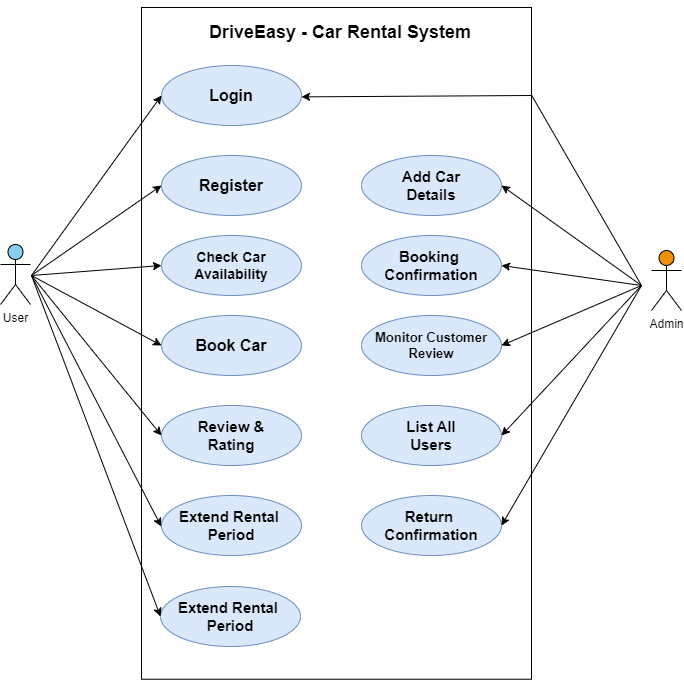 DriveEasy - Car Rental System
Login
Register
Add Car
Details
Check Car
Availability
Booking
Confirmation
User
Admin
Book Car
Monitor Customer
Review
Review &
Rating
List All
Users
Extend Rental
Period
Return
Confirmation
Extend Rental
Period